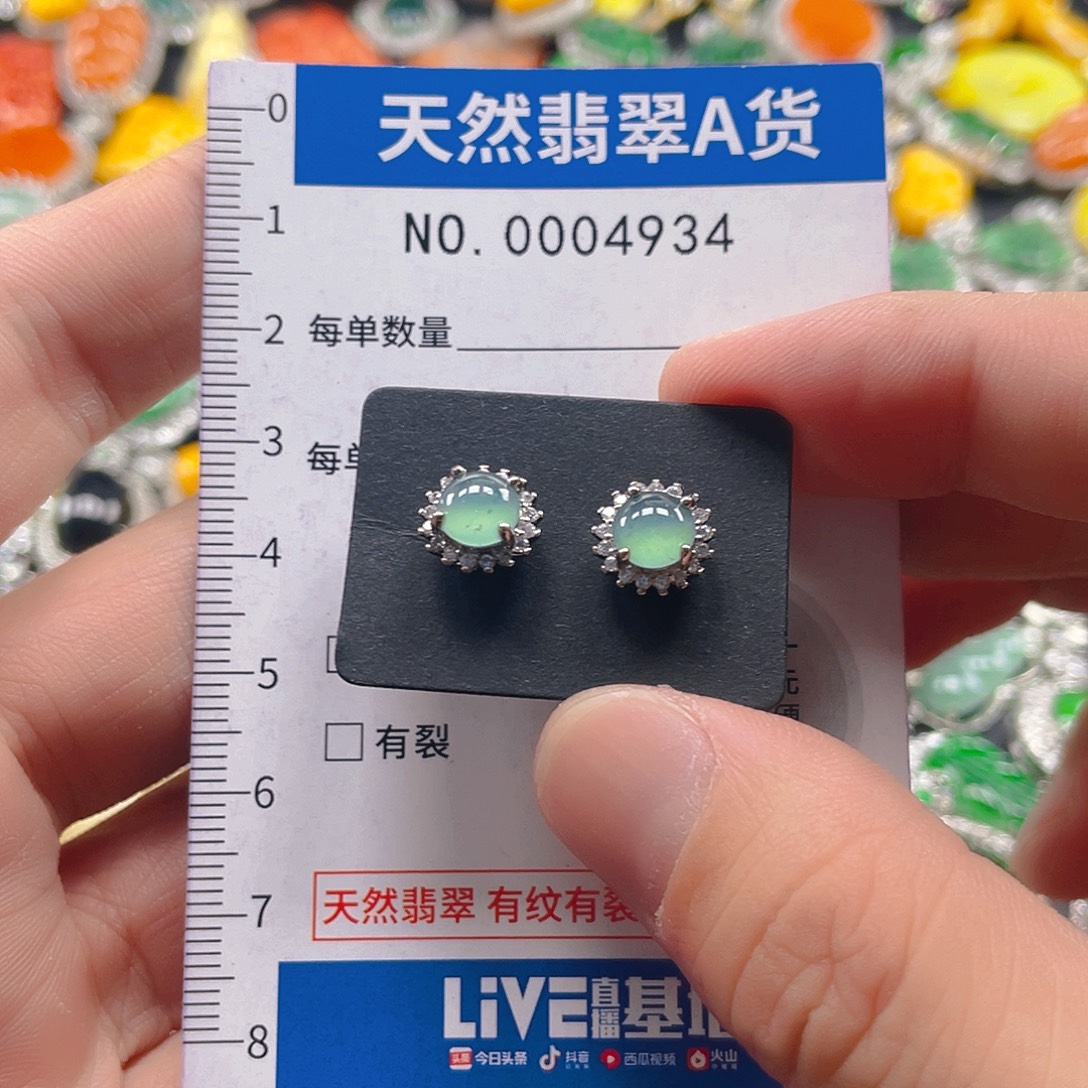 天然翡翠A货
0
NO.0004934
1
2
每单数量
3
每单
4
5
元
有裂
6
天然翡翠 有纹有裂
7
LiVE直播基地
8
今日头条 抖音 西瓜视频 火山